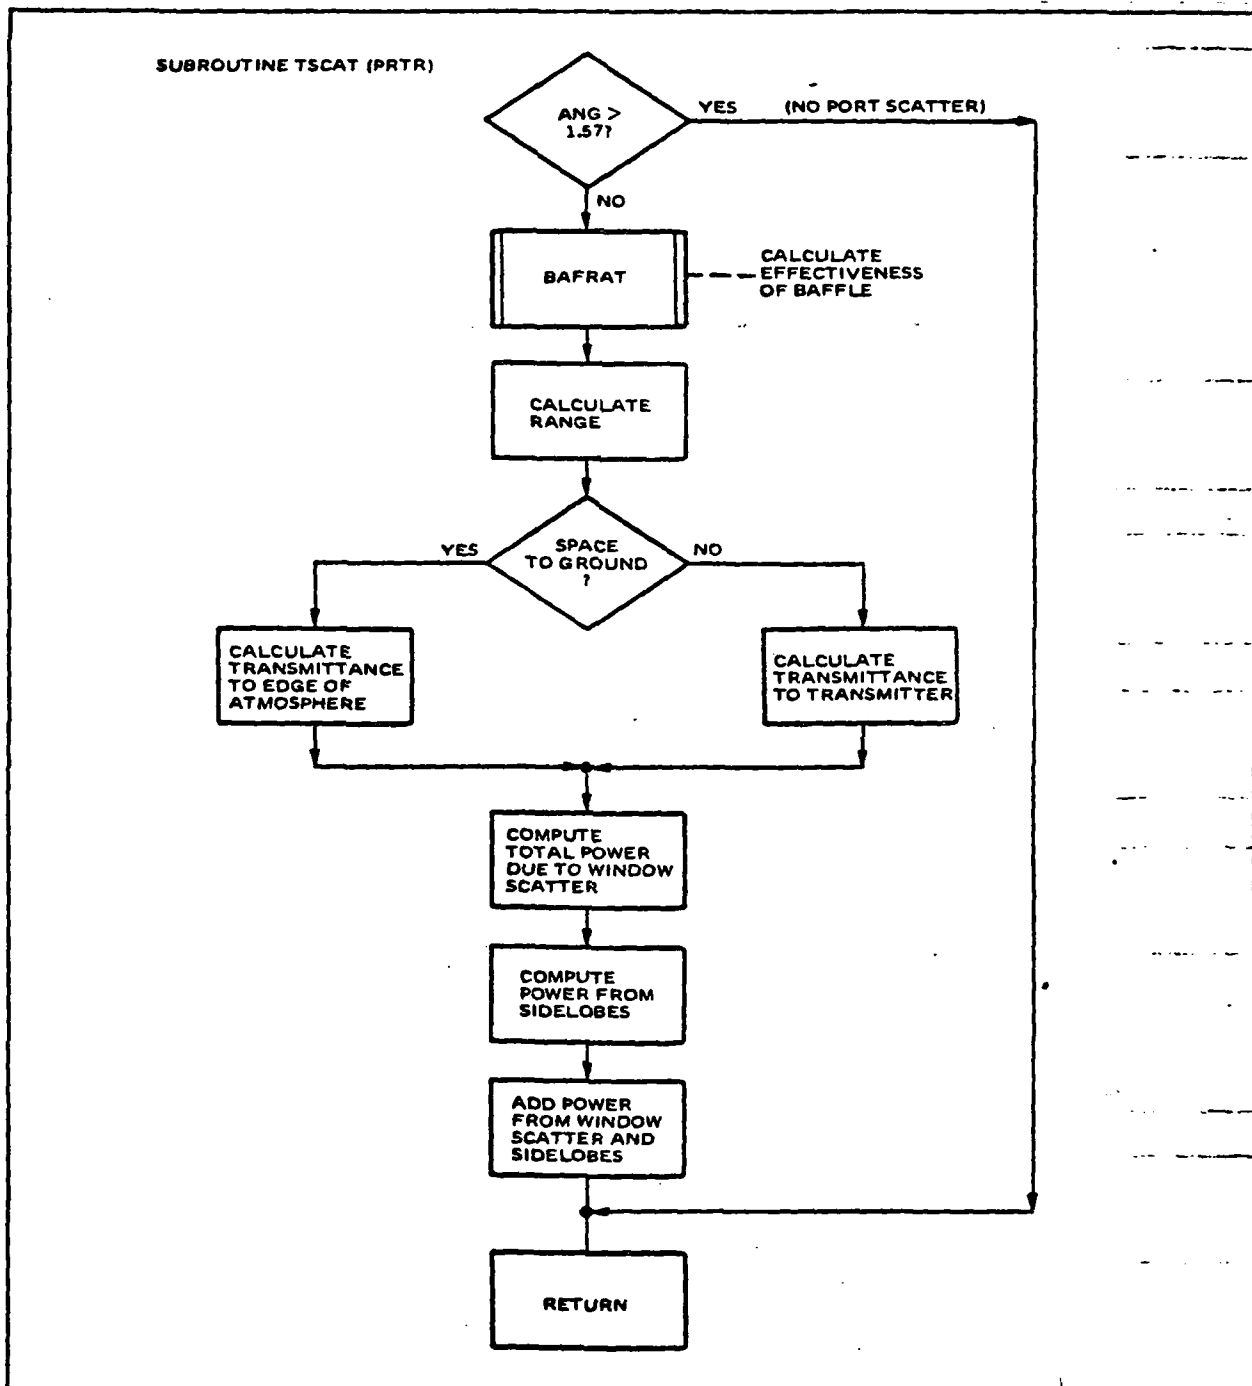 SUBROUTINE TSCAT (PRTR)
ANG >
1.57?
YES (NO PORT SCATTER)
NO
BAFRAT
CALCULATE
EFFECTIVENESS
OF BAFFLE
CALCULATE
RANGE
YES
SPACE
TO GROUND
?
NO
CALCULATE
TRANSMITTANCE
TO EDGE OF
ATMOSPHERE
CALCULATE
TRANSMITTANCE
TO TRANSMITTER
COMPUTE
TOTAL POWER
DUE TO WINDOW
SCATTER
COMPUTE
POWER FROM
SIDELOBES
ADD POWER
FROM WINDOW
SCATTER AND
SIDELOBES
RETURN